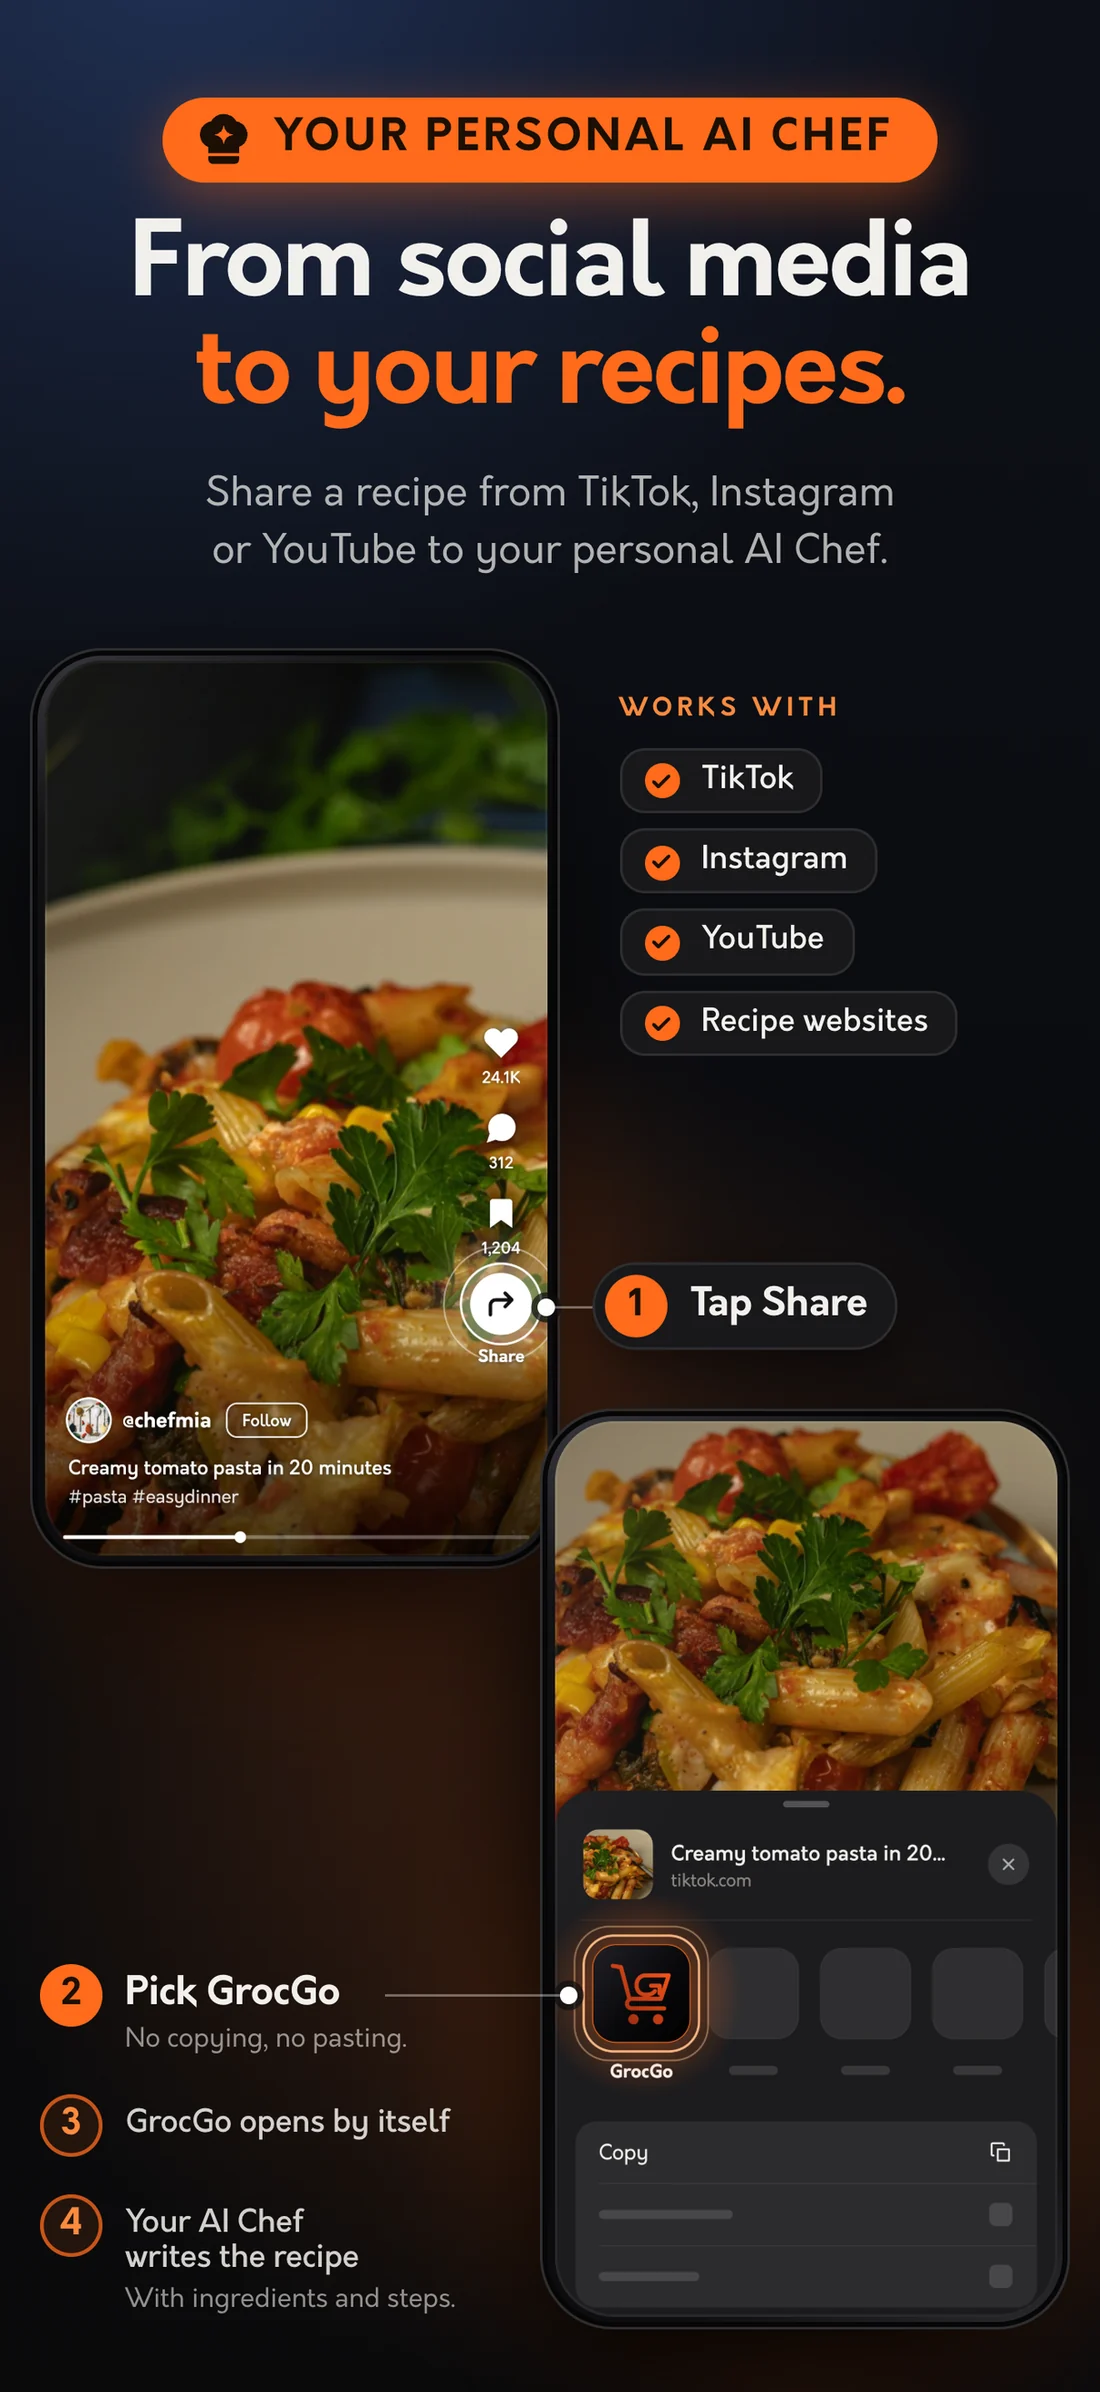 YOUR PERSONAL AI CHEF
From social media
to your recipes.
Share a recipe from TikTok, Instagram
or YouTube to your personal AI Chef.
WORKS WITH
TikTok
Instagram
YouTube
Recipe websites
24.1K
312
1,204
Share
1 Tap Share
@chefmia Follow
Creamy tomato pasta in 20 minutes
#pasta #easydinner
Creamy tomato pasta in 20...
tiktok.com
GrocGo
Copy
2 Pick GrocGo
No copying, no pasting.
3 GrocGo opens by itself
4 Your AI Chef
writes the recipe
With ingredients and steps.